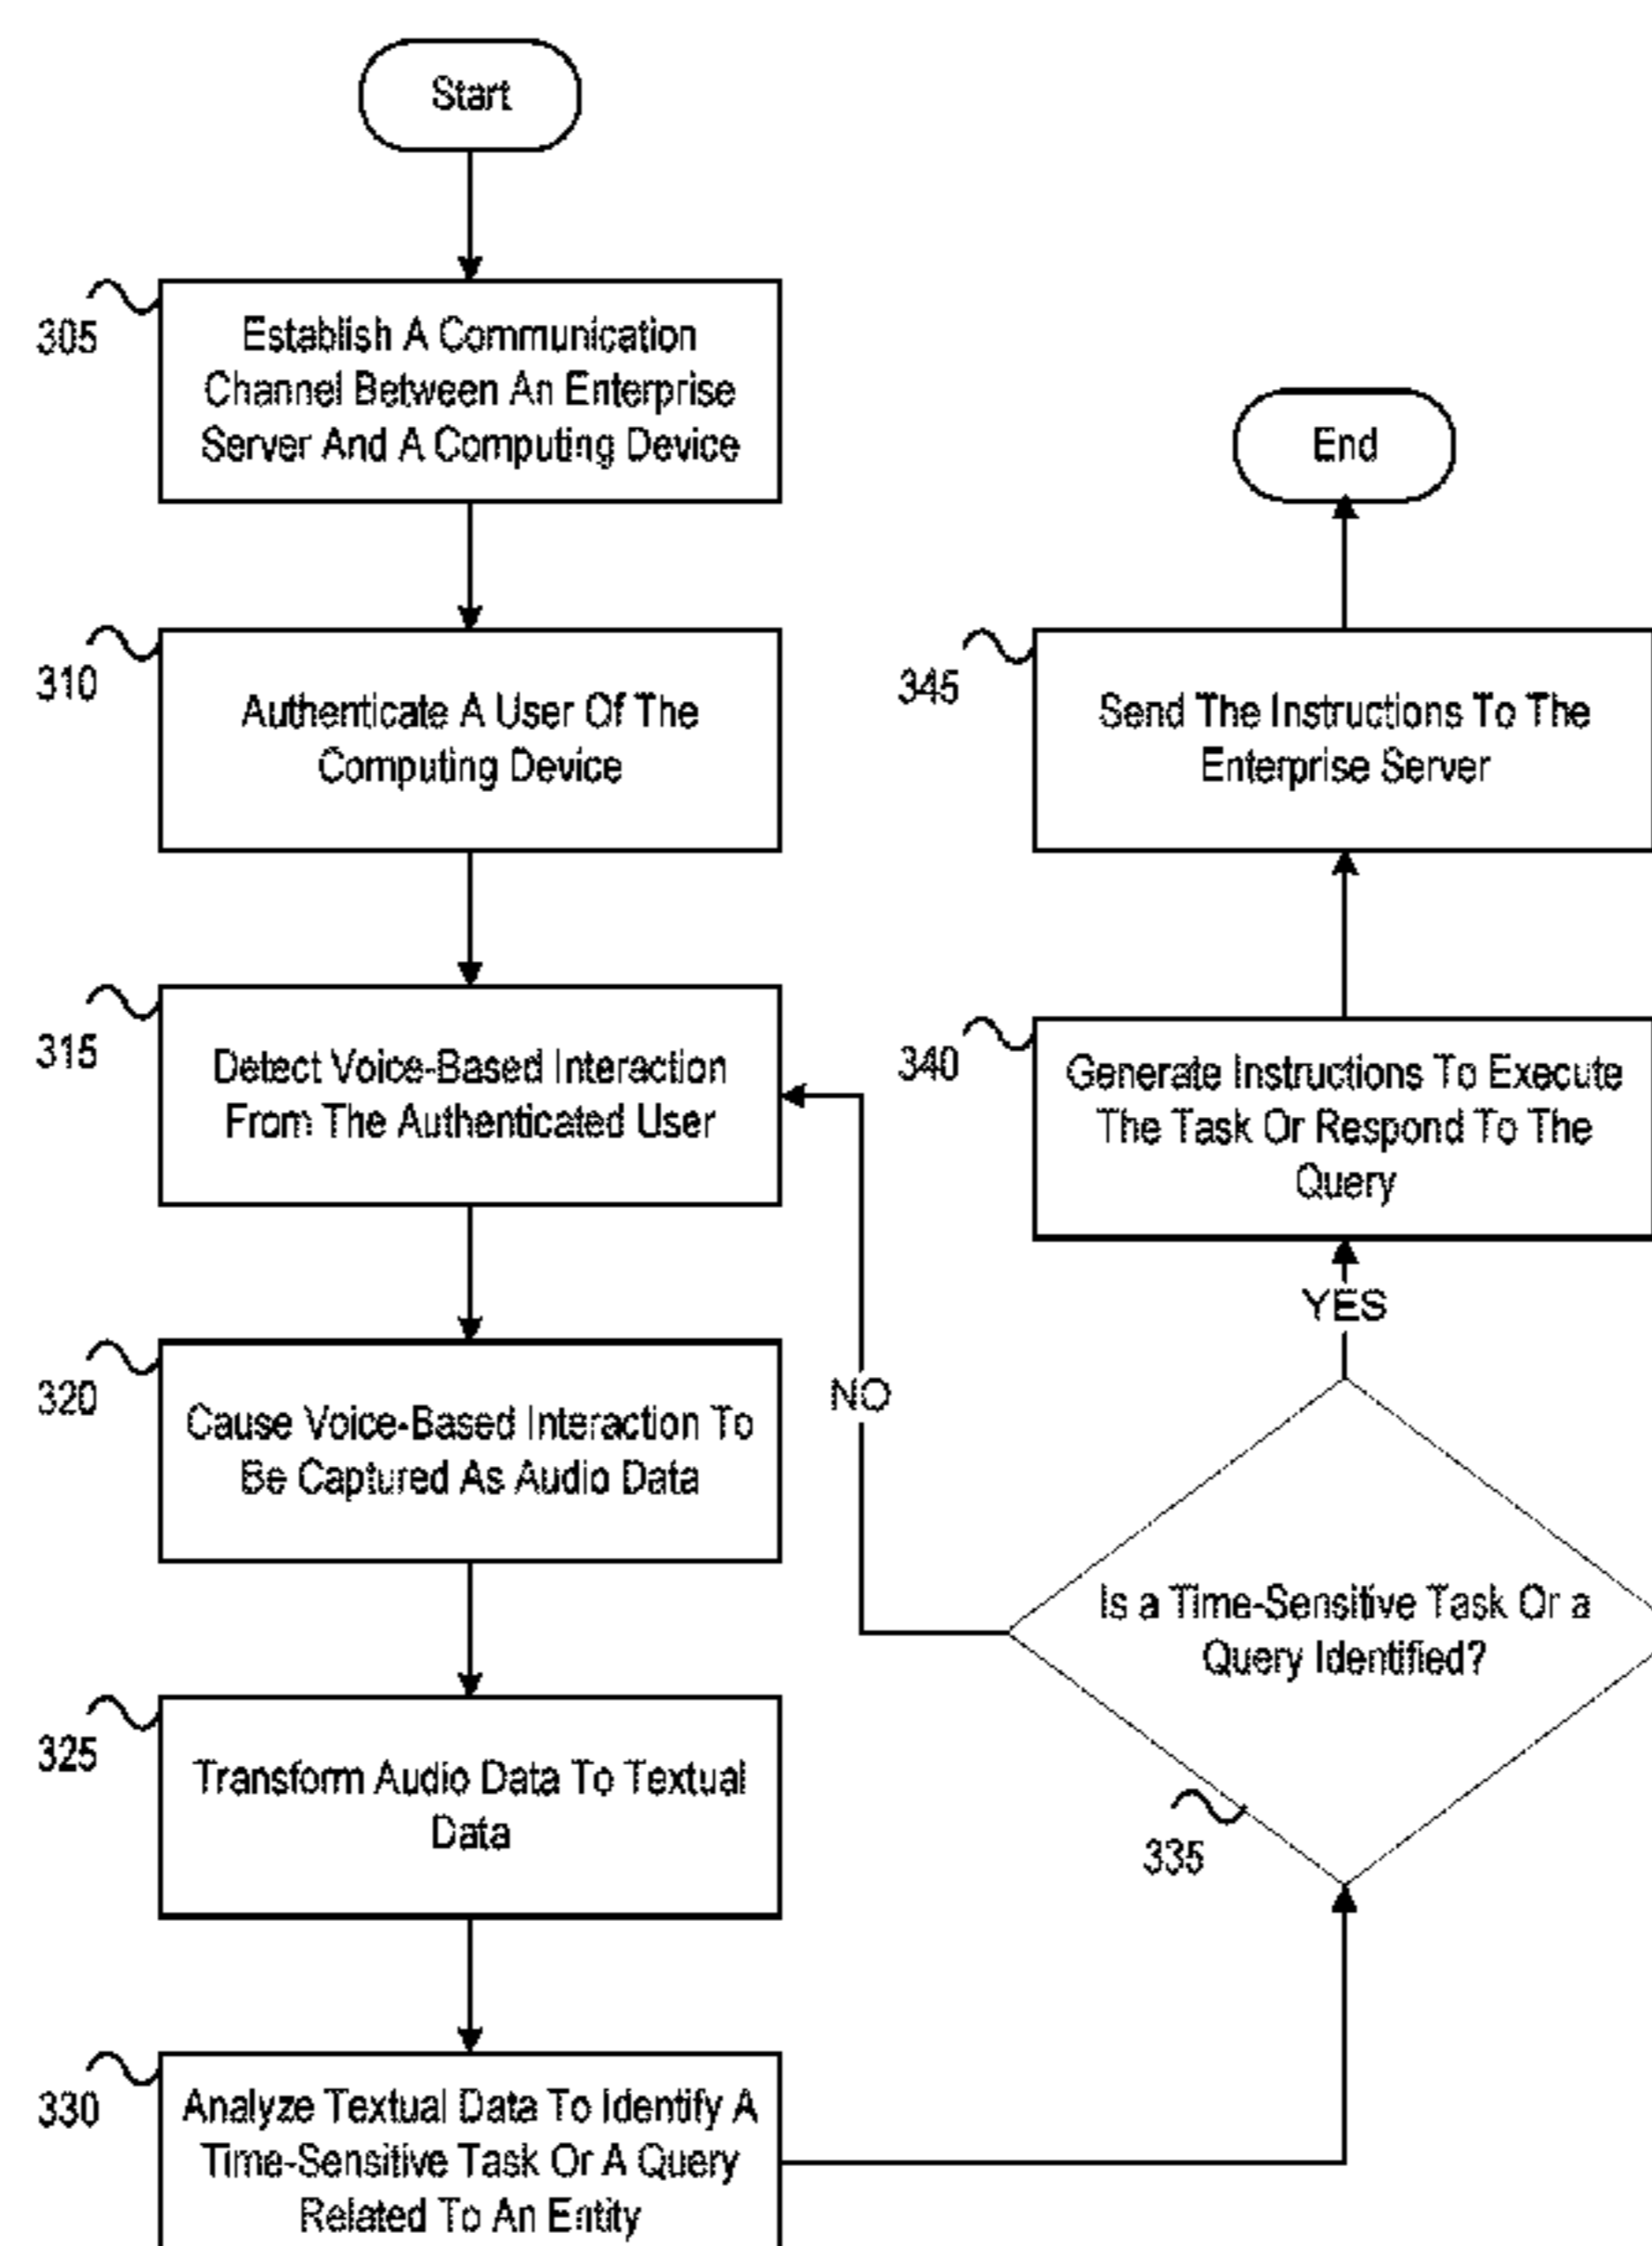 Start
305
Establish A Communication
Channel Between An Enterprise
Server And A Computing Device
310
Authenticate A User Of The
Computing Device
315
Detect Voice-Based Interaction
From The Authenticated User
320
Cause Voice-Based Interaction To
Be Captured As Audio Data
325
Transform Audio Data To Textual
Data
330
Analyze Textual Data To Identify A
Time-Sensitive Task Or A Query
Related To An Entity
NO
335
Is a Time-Sensitive Task Or a
Query Identified?
YES
340
Generate Instructions To Execute
The Task Or Respond To The
Query
345
Send The Instructions To The
Enterprise Server
End